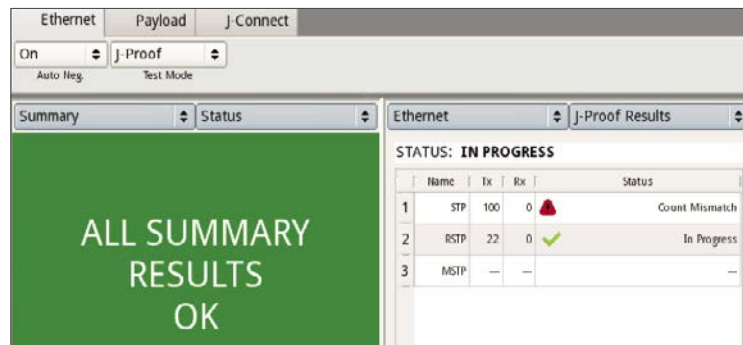 Ethernet Payload J-Connect
On J-Proof
Auto Neg. Test Mode
Summary Status Ethernet J-Proof Results
ALL SUMMARY
RESULTS
OK
STATUS: IN PROGRESS
Name Tx Rx Status
1 STP 100 0 Count Mismatch
2 RSTP 22 0 In Progress
3 MSTP — — —